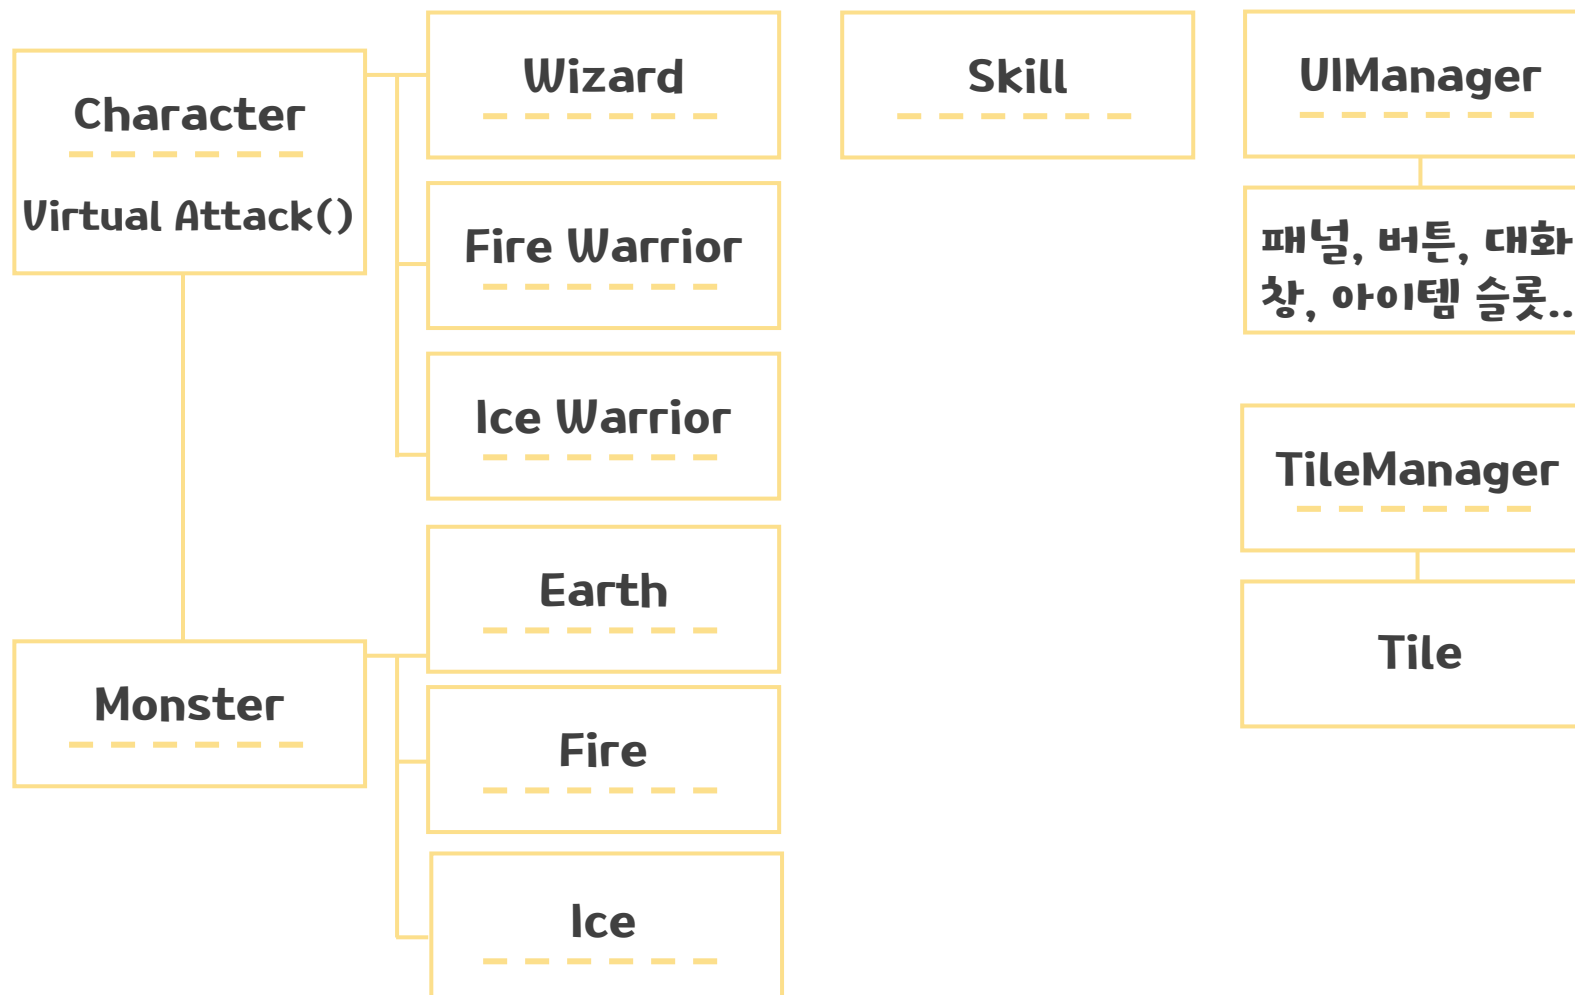 Character
Virtual Attack()
Wizard
Fire Warrior
Ice Warrior
Monster
Earth
Fire
Ice
Skill
UIManager
패널, 버튼, 대화
창, 아이템 슬롯..
TileManager
Tile